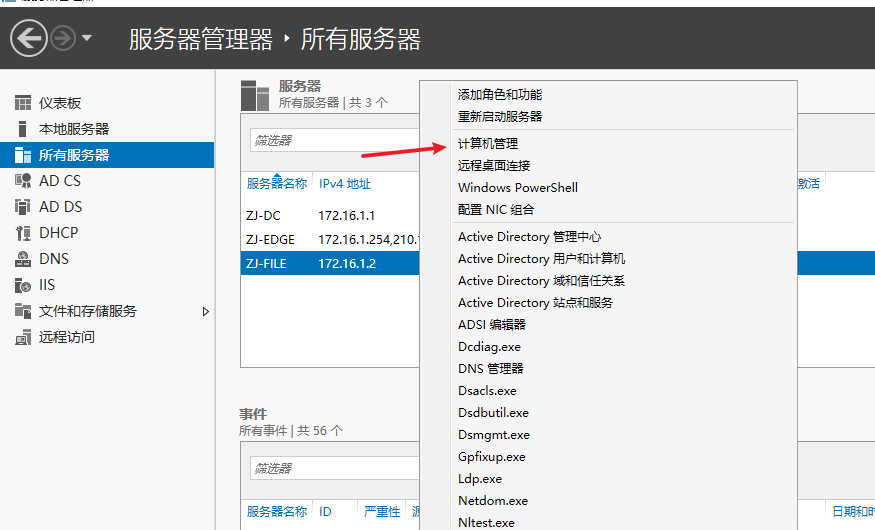 服务器管理器 ‣ 所有服务器
仪表板
本地服务器
所有服务器
AD CS
AD DS
DHCP
DNS
IIS
文件和存储服务
远程访问
服务器
所有服务器 | 共 3 个
筛选器
服务器名称 IPv4 地址 激活
ZJ-DC 172.16.1.1
ZJ-EDGE 172.16.1.254,210.
ZJ-FILE 172.16.1.2
事件
所有事件 | 共 56 个
筛选器
服务器名称 ID 严重性 日期和
添加角色和功能
重新启动服务器
计算机管理
远程桌面连接
Windows PowerShell
配置 NIC 组合
Active Directory 管理中心
Active Directory 用户和计算机
Active Directory 域和信任关系
Active Directory 站点和服务
ADSI 编辑器
Dcdiag.exe
DNS 管理器
Dsacls.exe
Dsdbutil.exe
Dsmgmt.exe
Gpfixup.exe
Ldp.exe
Netdom.exe
Nltest.exe